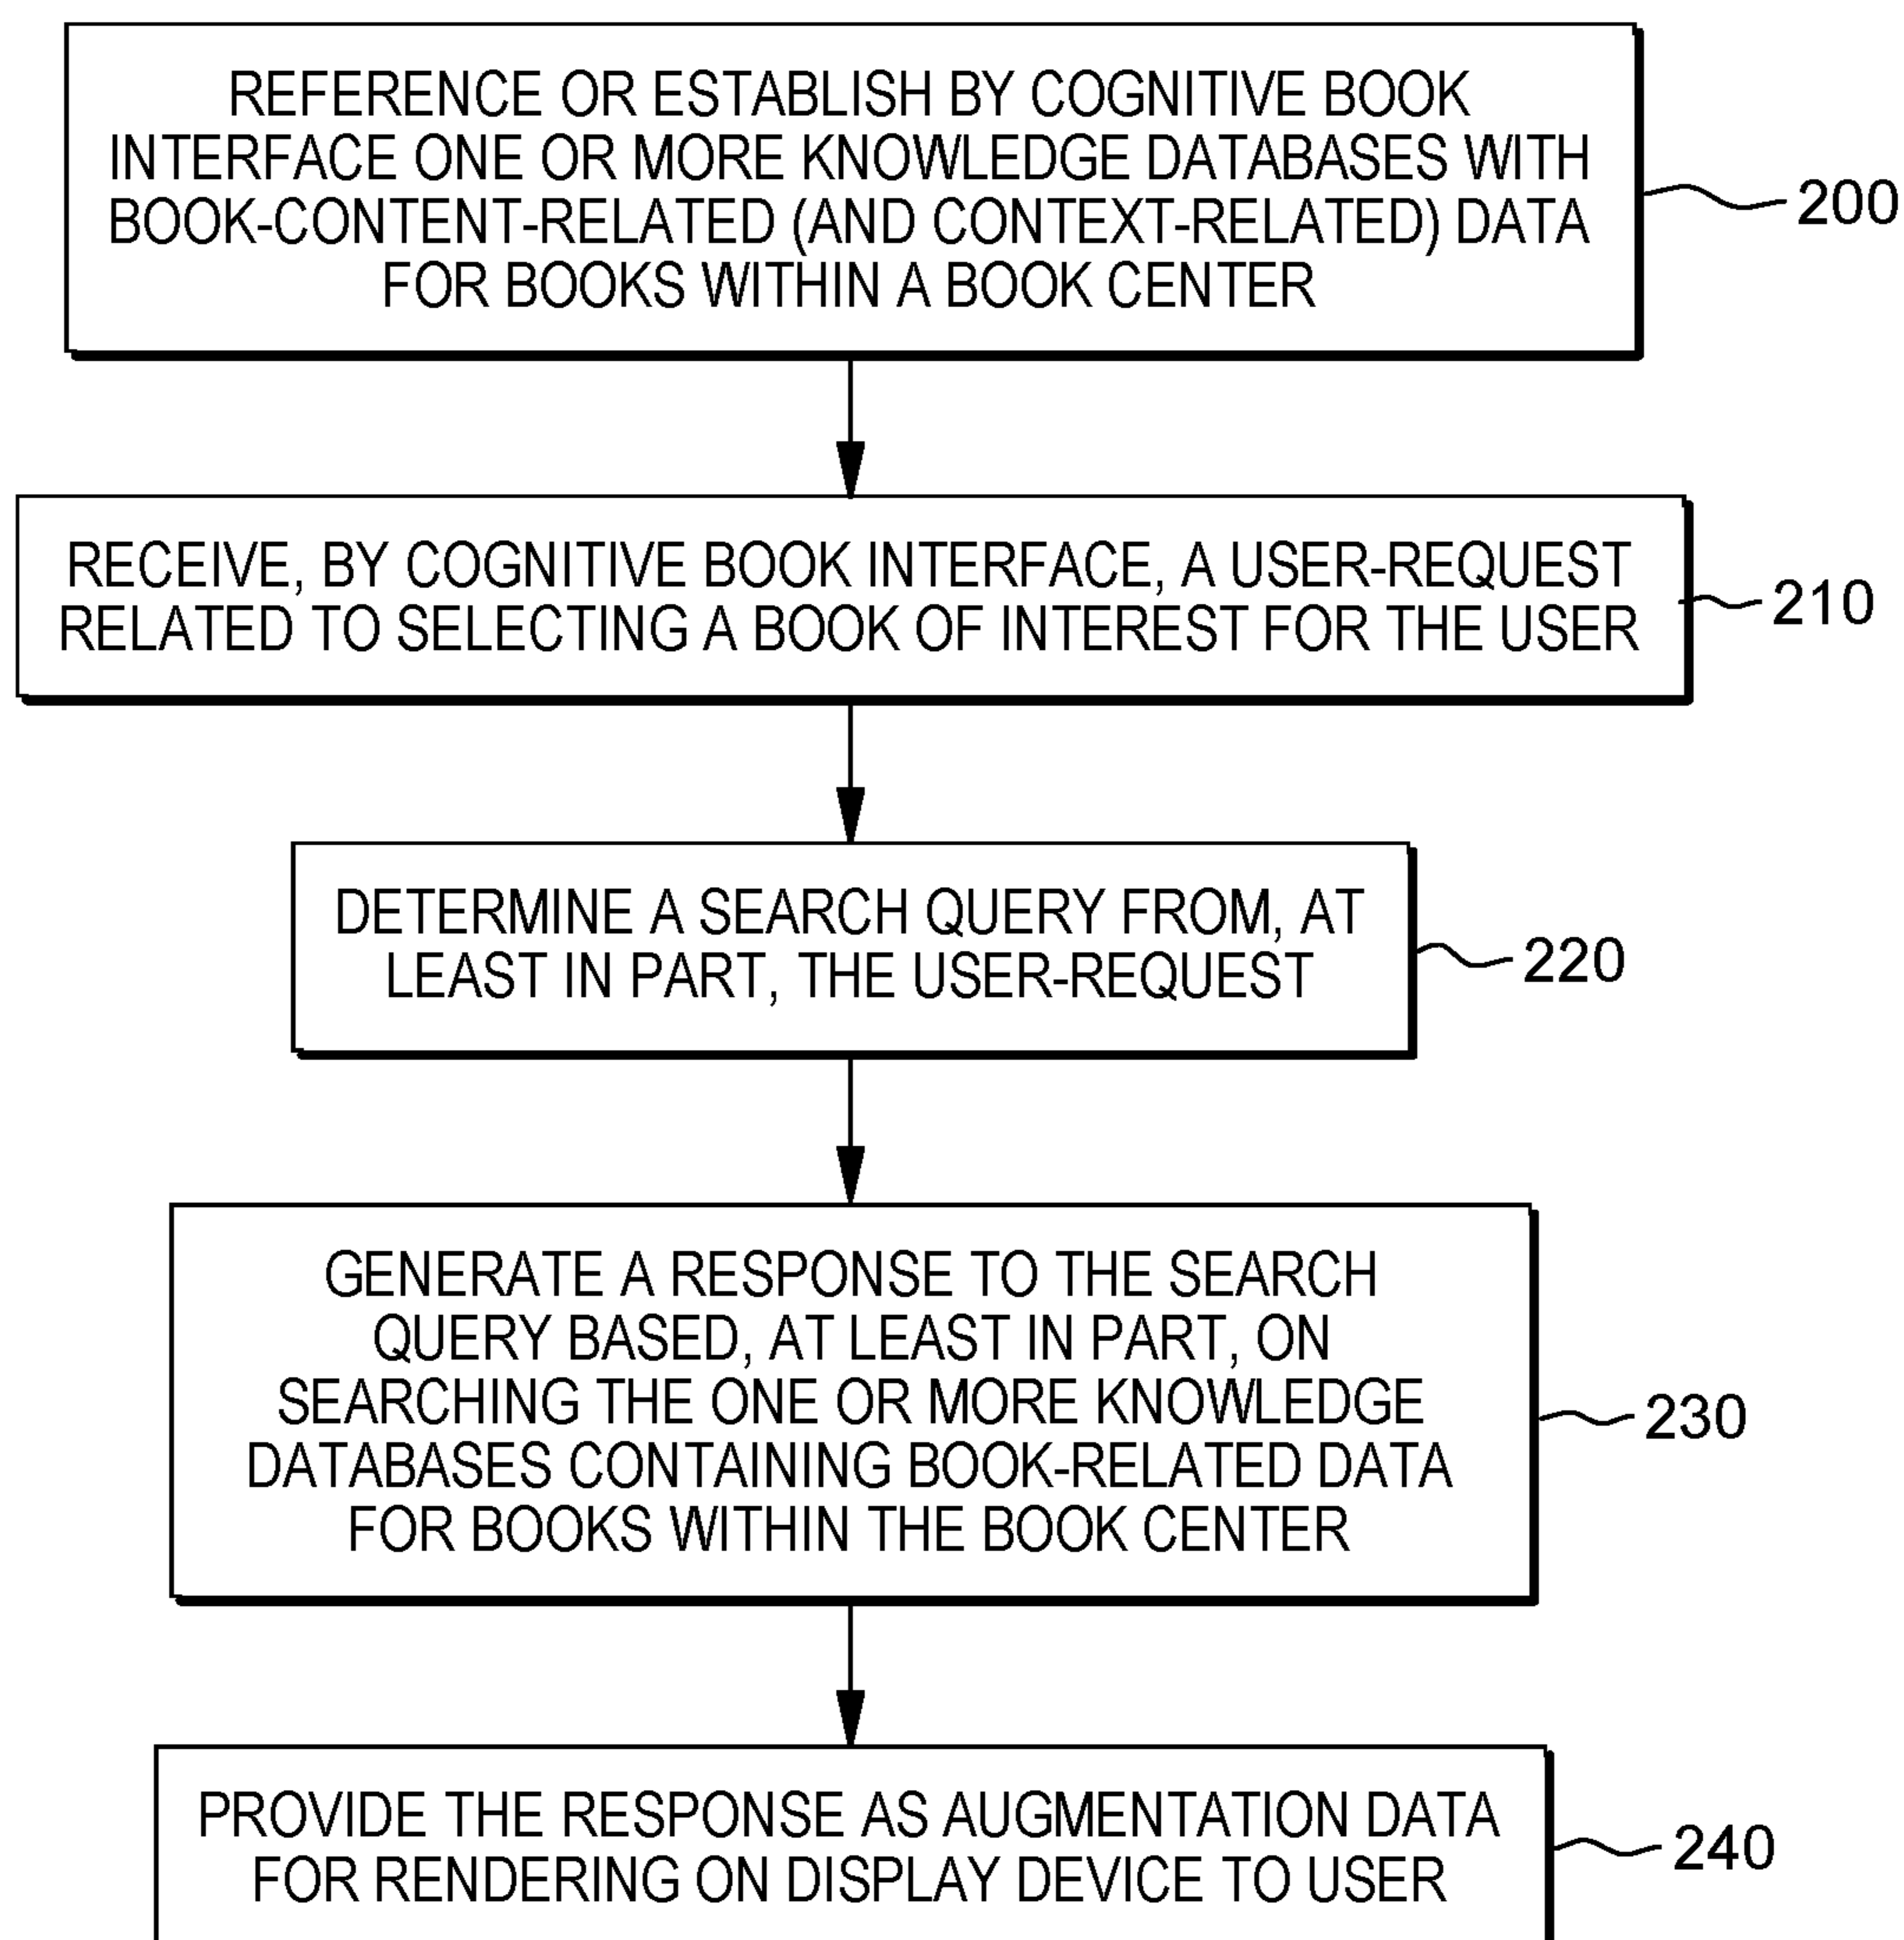 REFERENCE OR ESTABLISH BY COGNITIVE BOOK
INTERFACE ONE OR MORE KNOWLEDGE DATABASES WITH
BOOK-CONTENT-RELATED (AND CONTEXT-RELATED) DATA
FOR BOOKS WITHIN A BOOK CENTER
200
RECEIVE, BY COGNITIVE BOOK INTERFACE, A USER-REQUEST
RELATED TO SELECTING A BOOK OF INTEREST FOR THE USER
210
DETERMINE A SEARCH QUERY FROM, AT
LEAST IN PART, THE USER-REQUEST
220
GENERATE A RESPONSE TO THE SEARCH
QUERY BASED, AT LEAST IN PART, ON
SEARCHING THE ONE OR MORE KNOWLEDGE
DATABASES CONTAINING BOOK-RELATED DATA
FOR BOOKS WITHIN THE BOOK CENTER
230
PROVIDE THE RESPONSE AS AUGMENTATION DATA
FOR RENDERING ON DISPLAY DEVICE TO USER
240